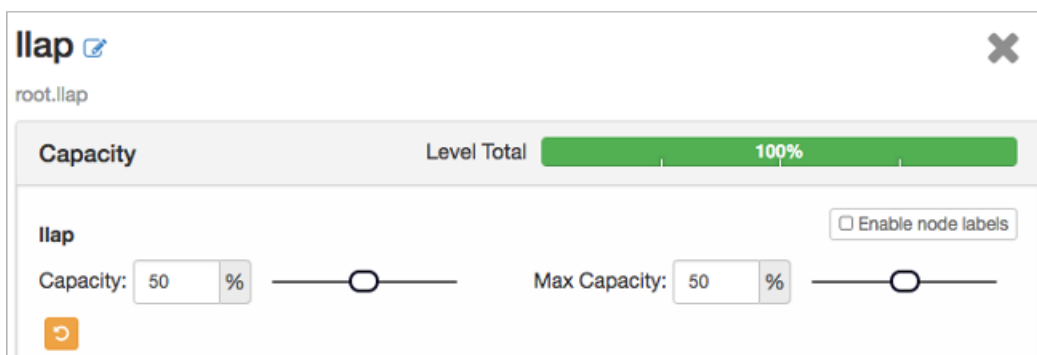 llap
root.llap
Capacity Level Total 100%
llap Enable node labels
Capacity: 50 % Max Capacity: 50 %